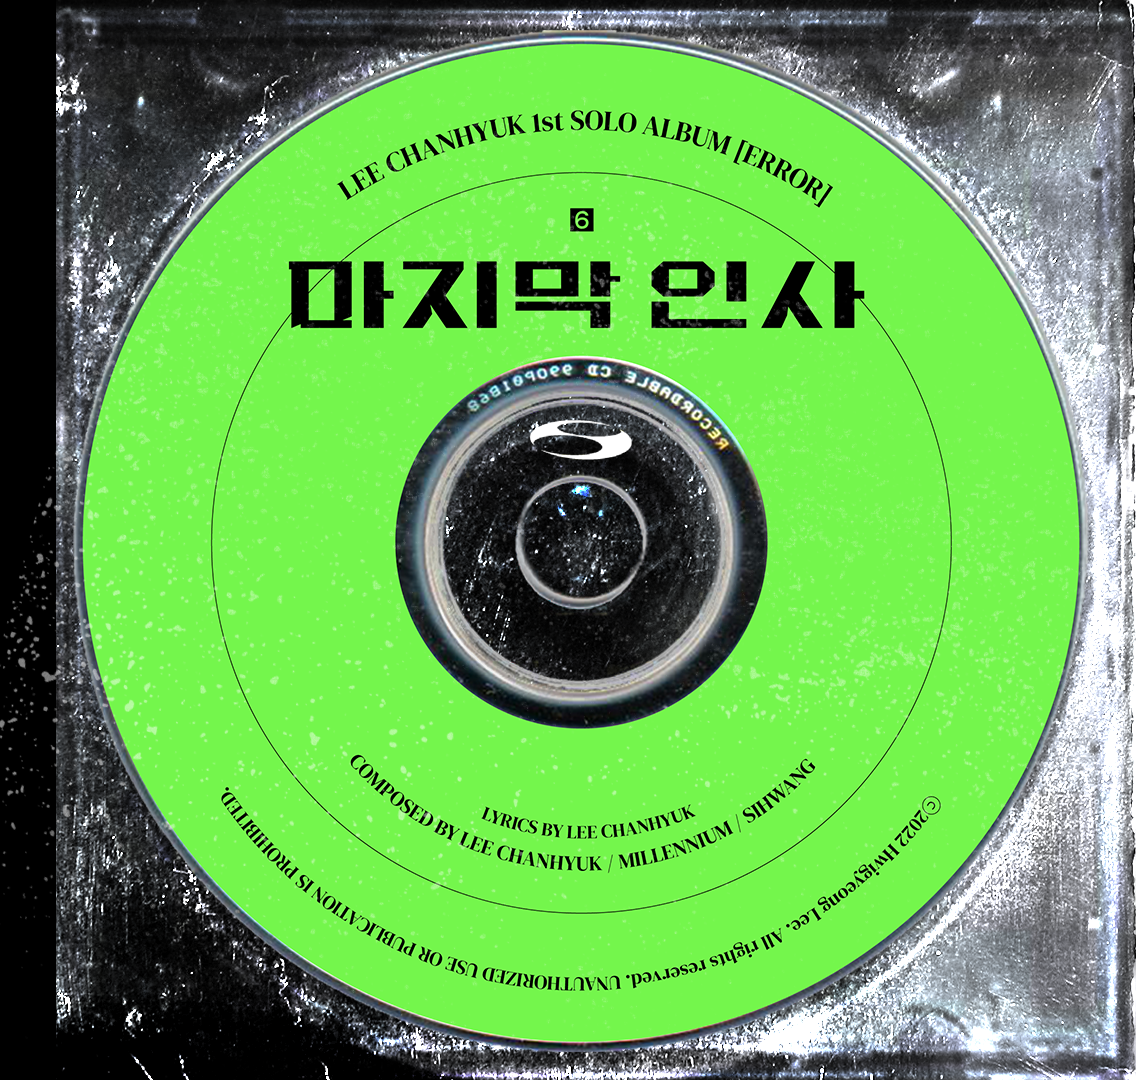 LEE CHANHYUK 1st SOLO ALBUM [ERROR]
6
마지막 인사
RECORDABLE CD 990P01B68
LYRICS BY LEE CHANHYUK
COMPOSED BY LEE CHANHYUK / MILLENNIUM / SIHWANG
ⓒ2022 Hwigyeong Lee. All rights reserved. UNAUTHORIZED USE OR PUBLICATION IS PROHIBITED.